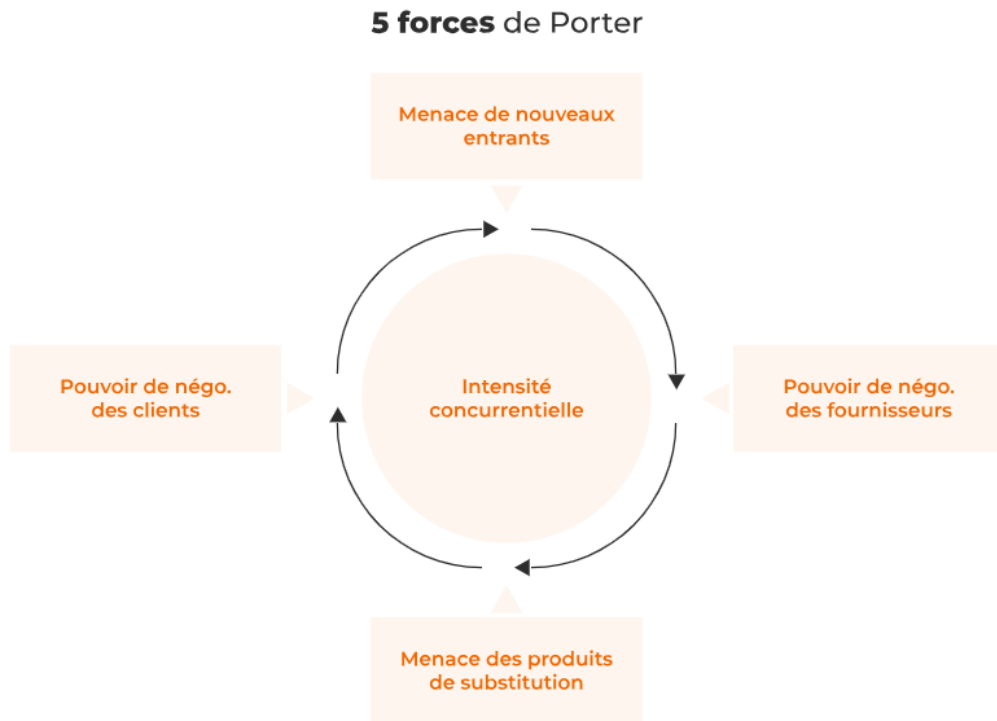 5 forces de Porter
Menace de nouveaux
entrants
Pouvoir de négo.
des clients
Intensité
concurrentielle
Pouvoir de négo.
des fournisseurs
Menace des produits
de substitution